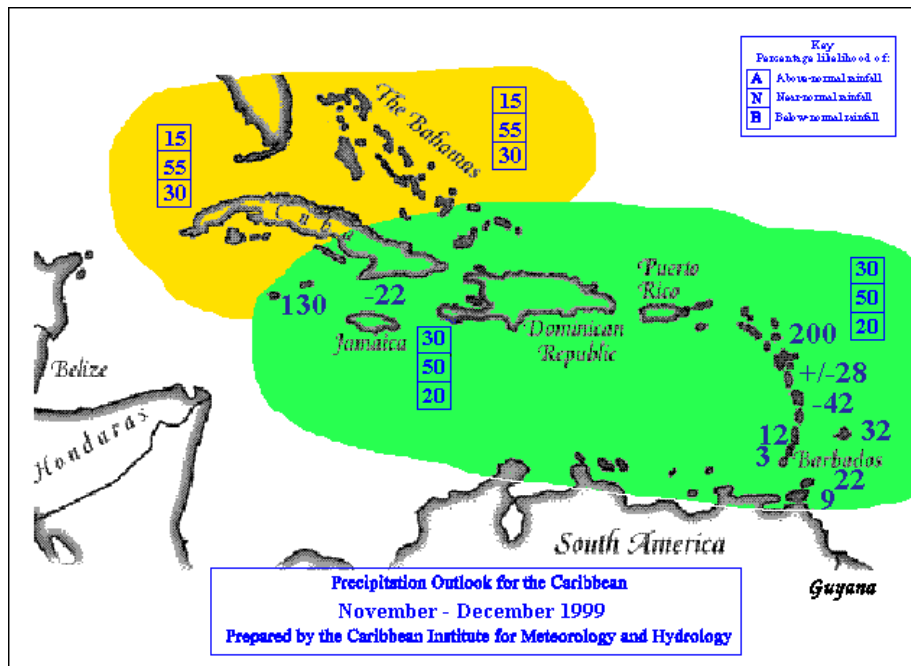 Key
Percentage likelihood of:
A Above-normal rainfall
N Near-normal rainfall
B Below-normal rainfall
The Bahamas
15
55
30
15
55
30
Cuba
130
-22
Jamaica
30
50
20
Dominican
Republic
Puerto
Rico
30
50
20
200
+/-28
-42
12
32
3
Barbados
22
9
Belize
Honduras
South America
Guyana
Precipitation Outlook for the Caribbean
November - December 1999
Prepared by the Caribbean Institute for Meteorology and Hydrology